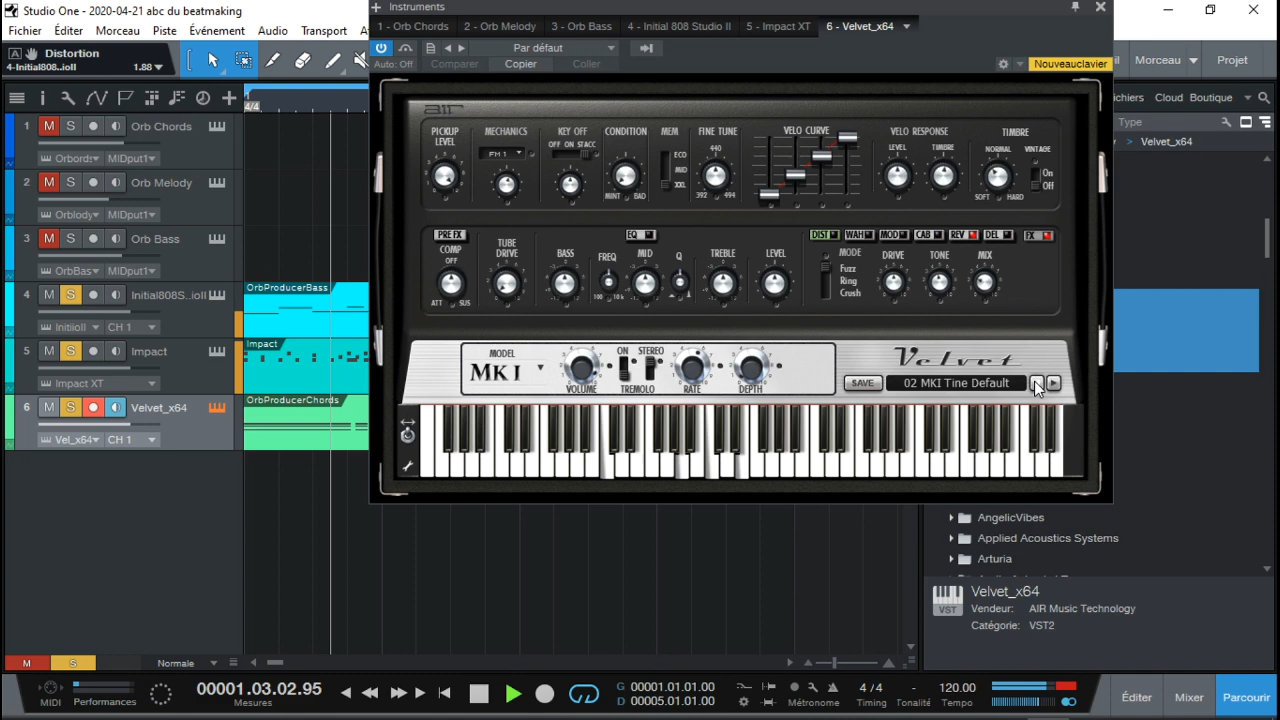 Studio One - 2020-04-21 abc du beatmaking
Fichier Éditer Morceau Piste Événement Audio Transport
Distortion
4-Initial808..ioll 1.88
4/4
1 M S Orb Chords
Orbords MIDput1
2 M S Orb Melody
Orblody MIDput1
3 M S Orb Bass
OrbBas MIDput1
4 M S Initial808S..ioll
Initiioll CH 1
5 M S Impact
Impact XT
6 M S Velvet_x64
Vel_x64 CH 1
OrbProducerBass
Impact
OrbProducerChords
Instruments
1 - Orb Chords 2 - Orb Melody 3 - Orb Bass 4 - Initial 808 Studio II 5 - Impact XT 6 - Velvet_x64
Par défaut
Auto: Off Comparer Copier Coller Nouveauclavier
air
PICKUP LEVEL MECHANICS KEY OFF CONDITION MEM FINE TUNE VELO CURVE VELO RESPONSE TIMBRE
OFF ON STACC 440 LEVEL TIMBRE NORMAL VINTAGE
FM 1 ECO MID XXL On Off
MINT BAD 392 494 SOFT HARD
PRE FX EQ DIST WAH MOD CAB REV DEL FX
COMP OFF TUBE DRIVE BASS FREQ MID Q TREBLE LEVEL MODE DRIVE TONE MIX
Fuzz
Ring
Crush
ATT SUS 100 10k
MODEL ON STEREO Velvet
MK I
VOLUME TREMOLO RATE DEPTH SAVE 02 MKI Tine Default
Morceau Projet
ichiers Cloud Boutique
Type
> Velvet_x64
AngelicVibes
Applied Acoustics Systems
Arturia
Velvet_x64
VST Vendeur: AIR Music Technology
Catégorie: VST2
M S Normale
MIDI Performances
00001.03.02.95
Mesures
G 00001.01.01.00
D 00005.01.01.00
Métronome
4 / 4
Timing
-
Tonalité
120.00
Tempo
Éditer Mixer Parcourir